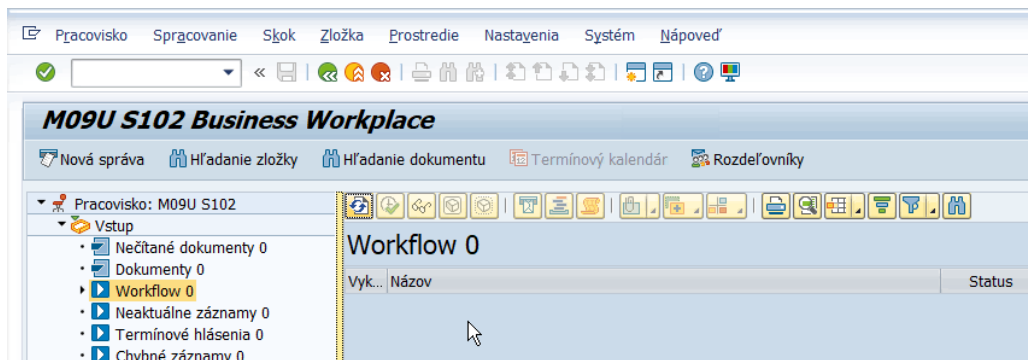 Pracovisko Spracovanie Skok Zložka Prostredie Nastavenia Systém Nápoveď
M09U S102 Business Workplace
Nová správa Hľadanie zložky Hľadanie dokumentu Termínový kalendár Rozdeľovníky
Pracovisko: M09U S102
Vstup
Nečítané dokumenty 0
Dokumenty 0
Workflow 0
Neaktuálne záznamy 0
Termínové hlásenia 0
Chybné záznamy 0
Workflow 0
Vyk... Názov Status